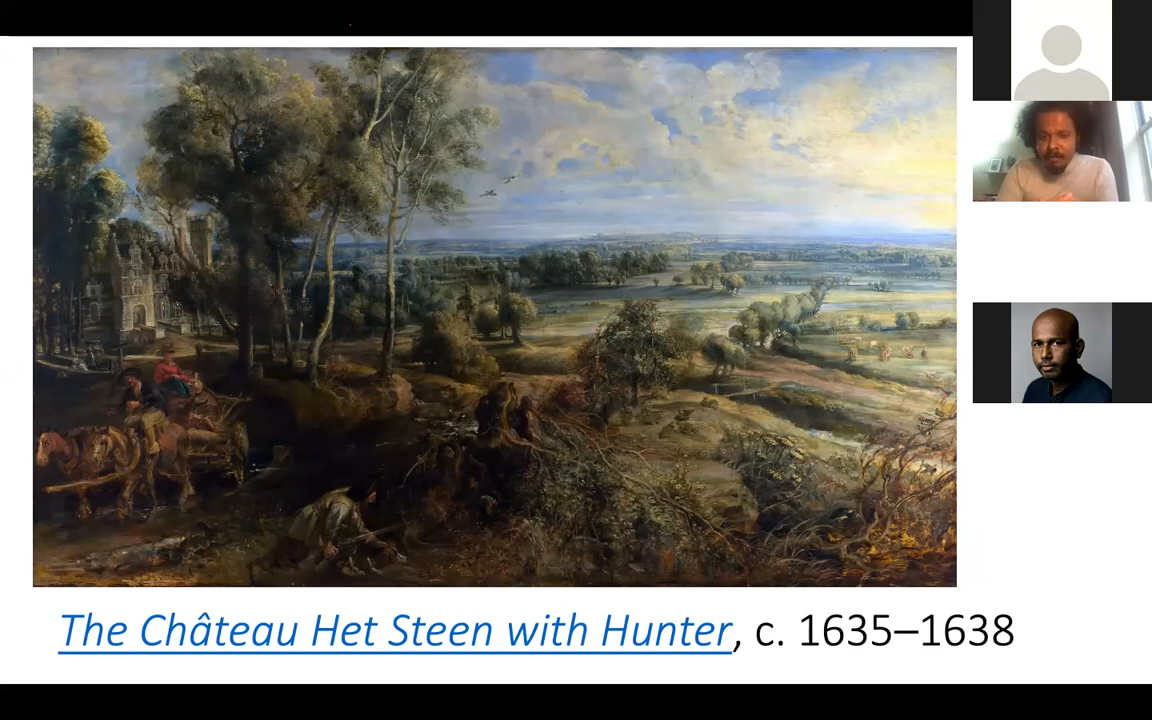 The Château Het Steen with Hunter, c. 1635–1638